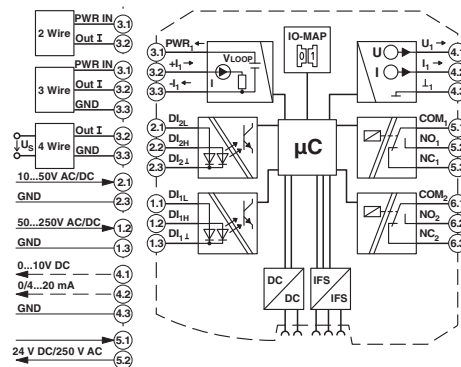 2 Wire
PWR IN
3.1
Out I
3.2
3 Wire
PWR IN
3.1
Out I
3.2
GND
3.3
US
4 Wire
Out I
3.2
GND
3.3
10...50V AC/DC
2.1
GND
2.3
50...250V AC/DC
1.2
GND
1.3
0...10V DC
4.1
0/4...20 mA
4.2
GND
4.3
5.1
24 V DC/250 V AC
5.2
3.1 PWR1
3.2 +I1
3.3 -I1
VLOOP
I
IO-MAP
U
I
U1 4.1
I1 4.2
⊥1 4.3
2.1 DI2L
2.2 DI2H
2.3 DI2⊥
µC
COM1 5.1
NO1 5.2
NC1 5.3
1.1 DI1L
1.2 DI1H
1.3 DI1⊥
COM2 6.1
NO2 6.2
NC2 6.3
DC
DC
IFS
IFS